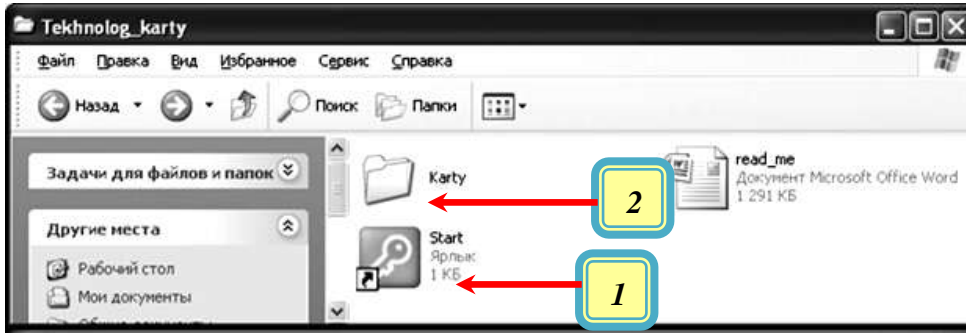 Tekhnolog_karty
Файл Правка Вид Избранное Сервис Справка
Назад Поиск Папки
Задачи для файлов и папок
Другие места
Рабочий стол
Мои документы
Karty
Start
Ярлык
1 КБ
read_me
Документ Microsoft Office Word
1 291 КБ
2
1